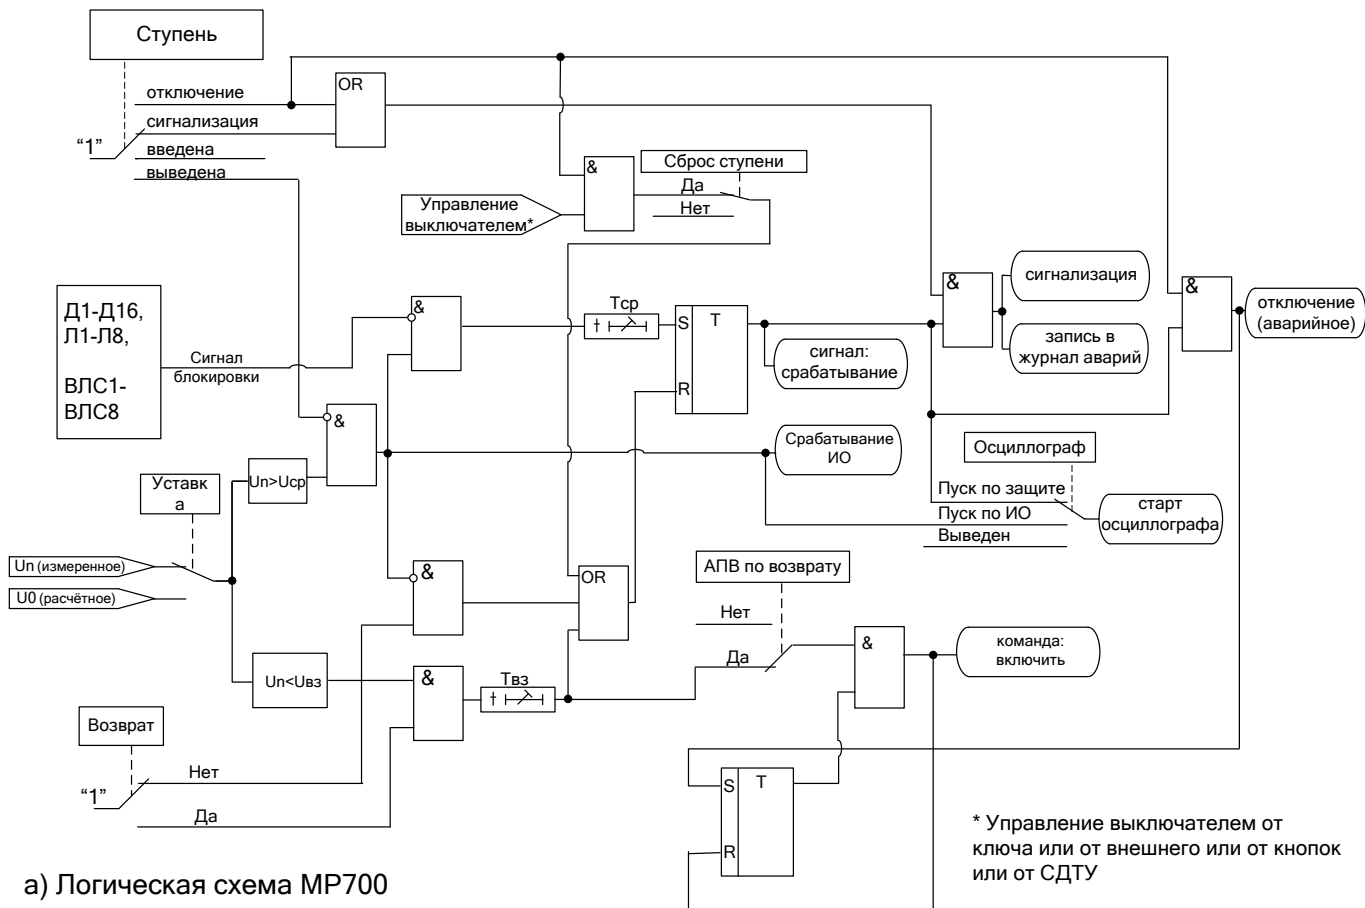 Ступень
отключение
OR
сигнализация
“1”
введена
выведена
&
Сброс ступени
Да
Нет
Управление
выключателем*
Д1-Д16,
Л1-Л8,
ВЛС1-
ВЛС8
Сигнал
блокировки
&
Тср
S
T
R
сигнал:
срабатывание
&
сигнализация
запись в
журнал аварий
&
отключение
(аварийное)
&
Срабатывание
ИО
Осциллограф
Пуск по защите
Пуск по ИО
Выведен
старт
осциллографа
Уставк
а
Un>Uср
Un (измеренное)
U0 (расчётное)
&
OR
АПВ по возврату
Нет
Да
&
команда:
включить
Un<Uвз
&
Твз
Возврат
“1”
Нет
Да
S
T
R
* Управление выключателем от
ключа или от внешнего или от кнопок
или от СДТУ
а) Логическая схема МР700